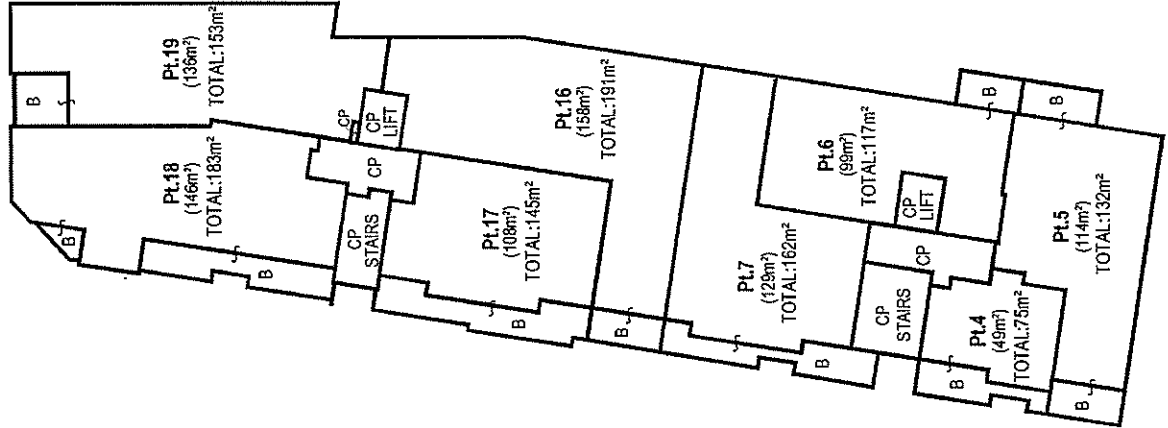 Pt.19
(136m²)
TOTAL:153m²
B
Pt.18
(146m²)
TOTAL:183m²
B
B
CP
CP
LIFT
CP
CP
STAIRS
Pt.16
(158m²)
TOTAL:191m²
Pt.17
(108m²)
TOTAL:145m²
B
B
Pt.7
(129m²)
TOTAL:162m²
B
Pt.6
(99m²)
TOTAL:117m²
CP
LIFT
B
B
CP
CP
STAIRS
Pt.4
(49m²)
TOTAL:75m²
B
Pt.5
(114m²)
TOTAL:132m²
B